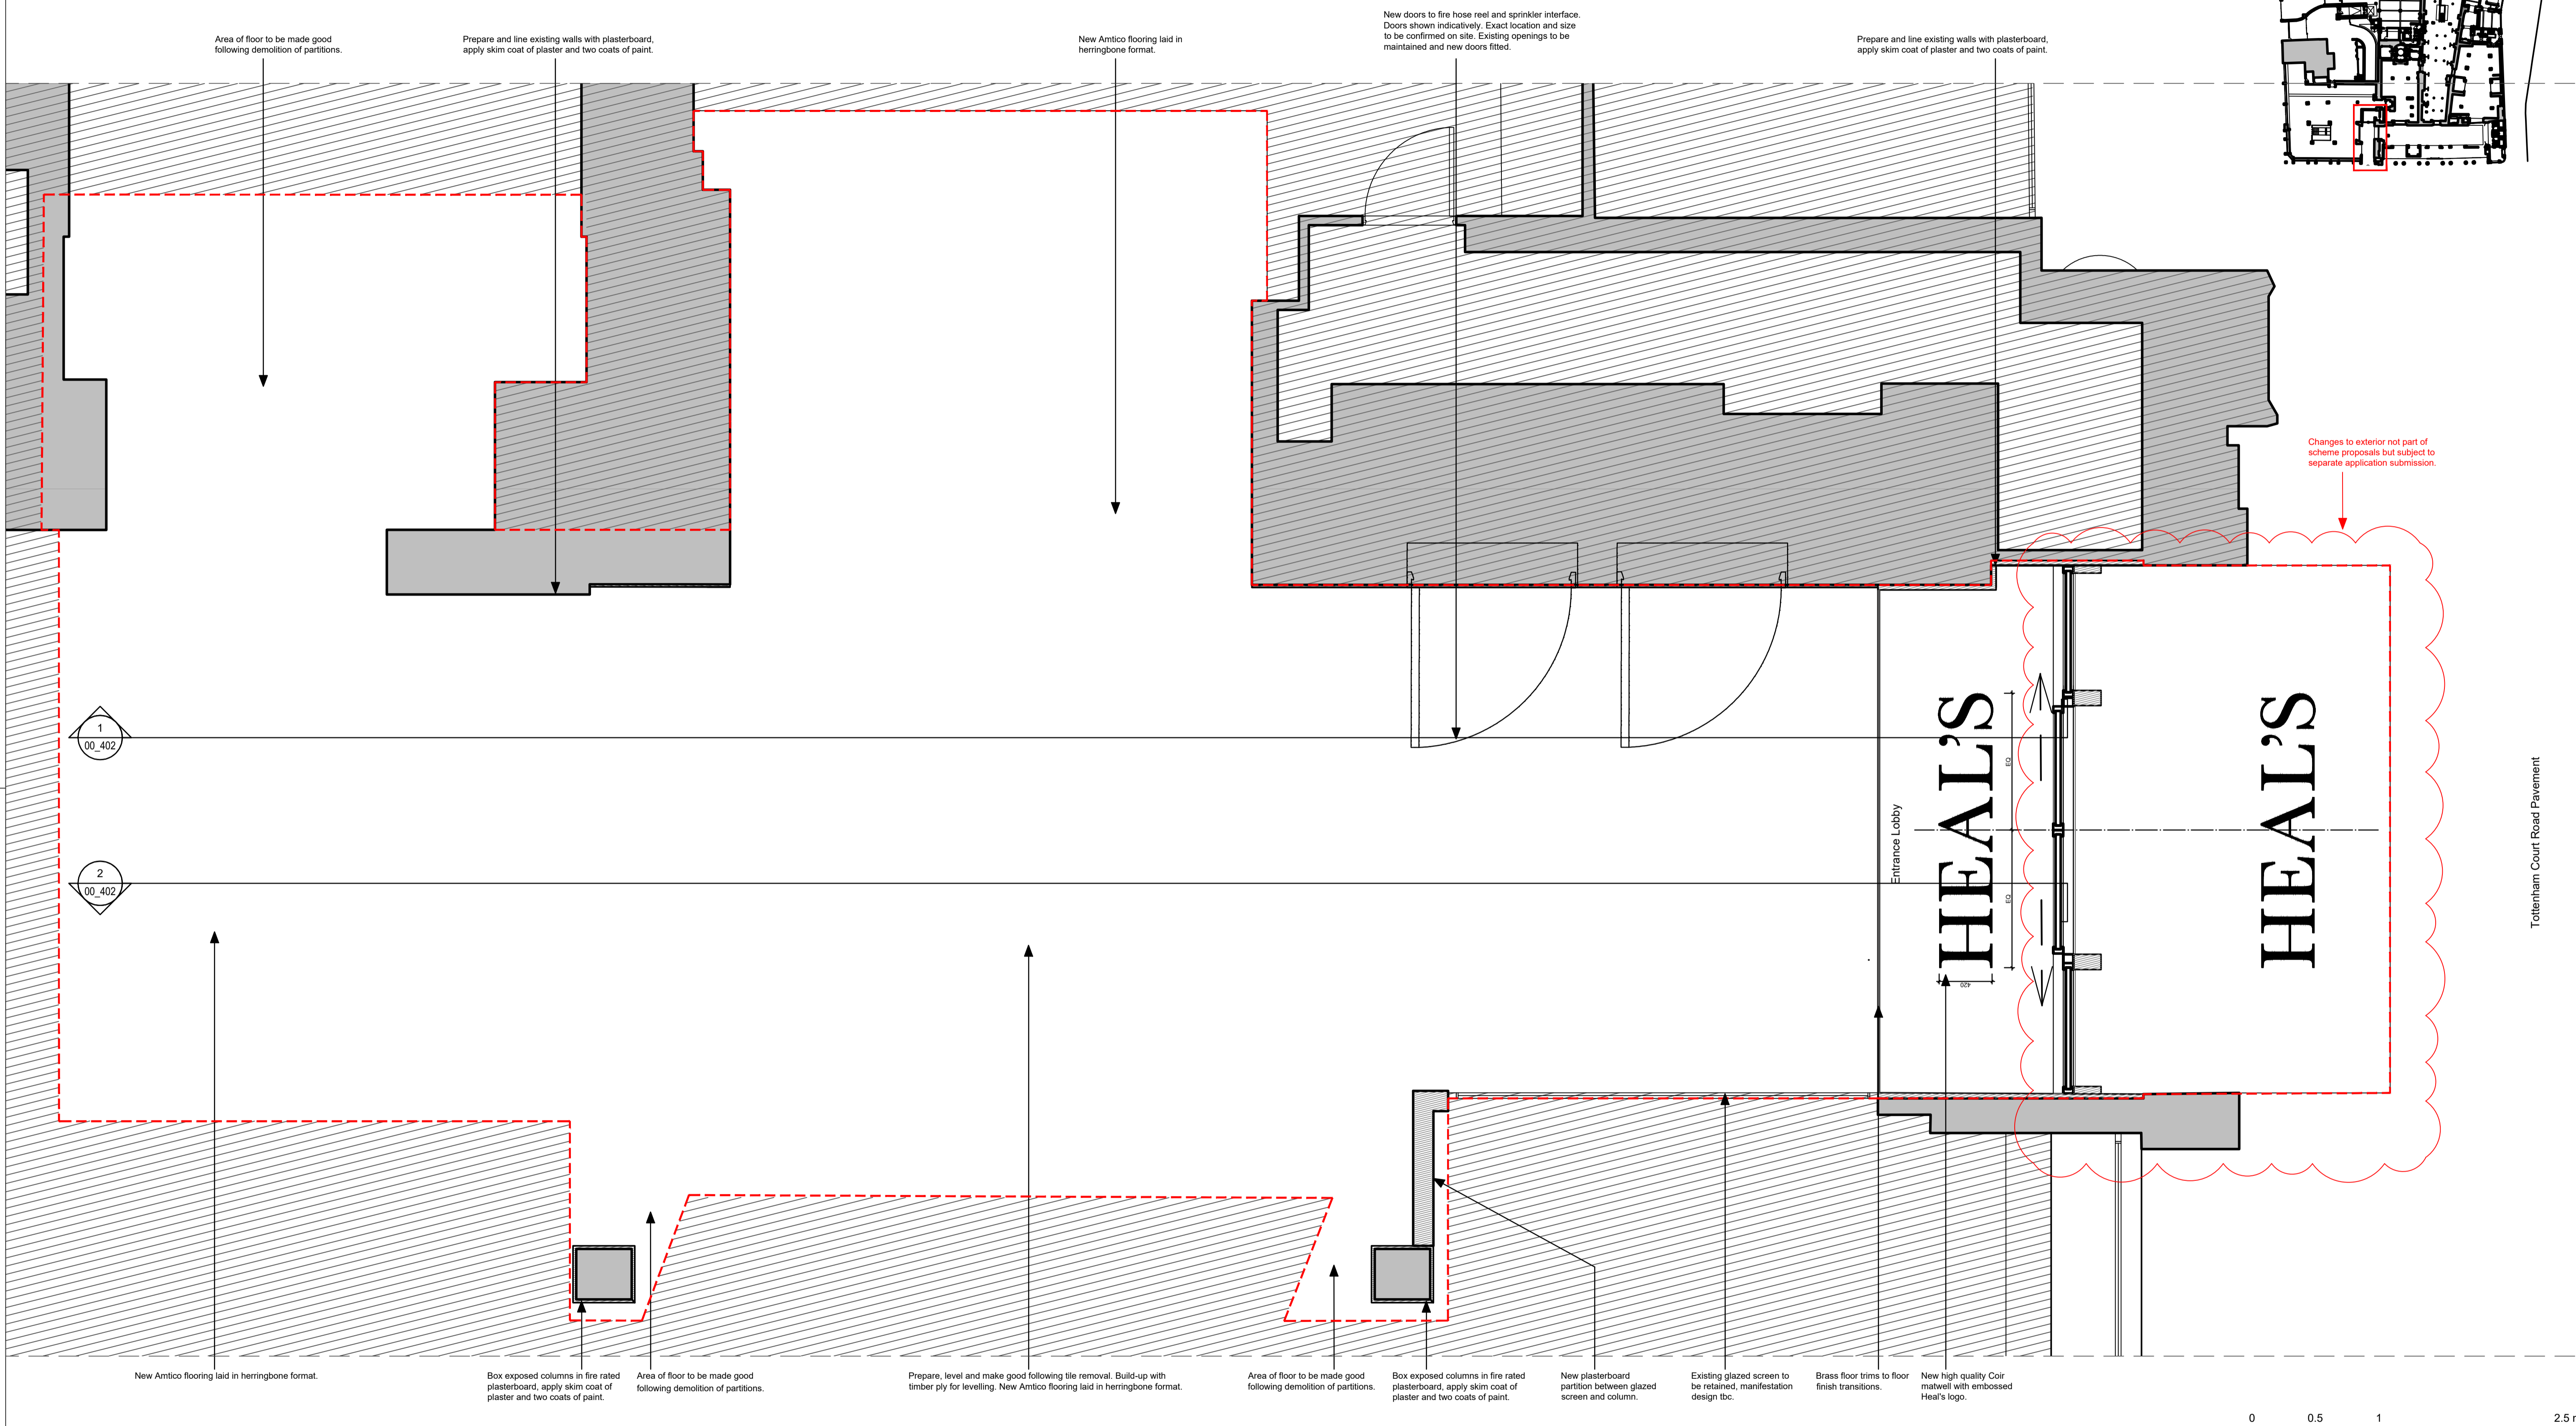 Area of floor to be made good
following demolition of partitions.
Prepare and line existing walls with plasterboard,
apply skim coat of plaster and two coats of paint.
New Amtico flooring laid in
herringbone format.
New doors to fire hose reel and sprinkler interface.
Doors shown indicatively. Exact location and size
to be confirmed on site. Existing openings to be
maintained and new doors fitted.
Prepare and line existing walls with plasterboard,
apply skim coat of plaster and two coats of paint.
Changes to exterior not part of
scheme proposals but subject to
separate application submission.
1
00_402
2
00_402
Entrance Lobby
HEAL'S
EQ
EQ
420
HEAL'S
Tottenham Court Road Pavement
New Amtico flooring laid in herringbone format.
Box exposed columns in fire rated
plasterboard, apply skim coat of
plaster and two coats of paint.
Area of floor to be made good
following demolition of partitions.
Prepare, level and make good following tile removal. Build-up with
timber ply for levelling. New Amtico flooring laid in herringbone format.
Area of floor to be made good
following demolition of partitions.
Box exposed columns in fire rated
plasterboard, apply skim coat of
plaster and two coats of paint.
New plasterboard
partition between glazed
screen and column.
Existing glazed screen to
be retained, manifestation
design tbc.
Brass floor trims to floor
finish transitions.
New high quality Coir
matwell with embossed
Heal's logo.
0 0.5 1 2.5